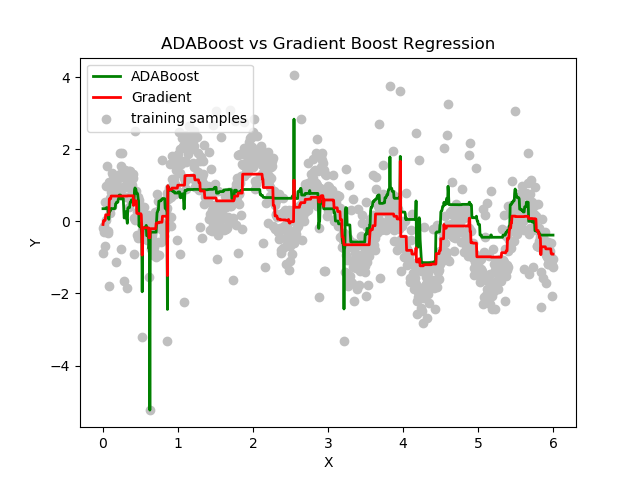 ADABoost vs Gradient Boost Regression
ADABoost
Gradient
training samples
Y
4
2
0
−2
−4
0
1
2
3
4
5
6
X